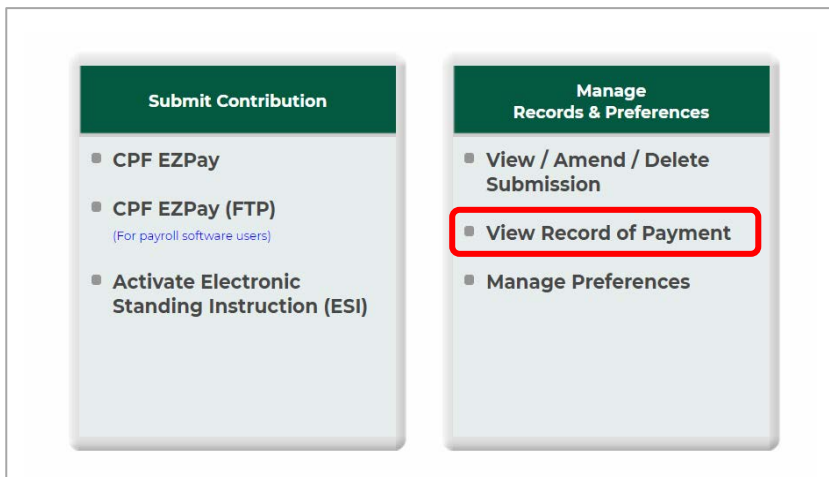 Submit Contribution
CPF EZPay
CPF EZPay (FTP)
(For payroll software users)
Activate Electronic
Standing Instruction (ESI)
Manage
Records & Preferences
View / Amend / Delete
Submission
View Record of Payment
Manage Preferences